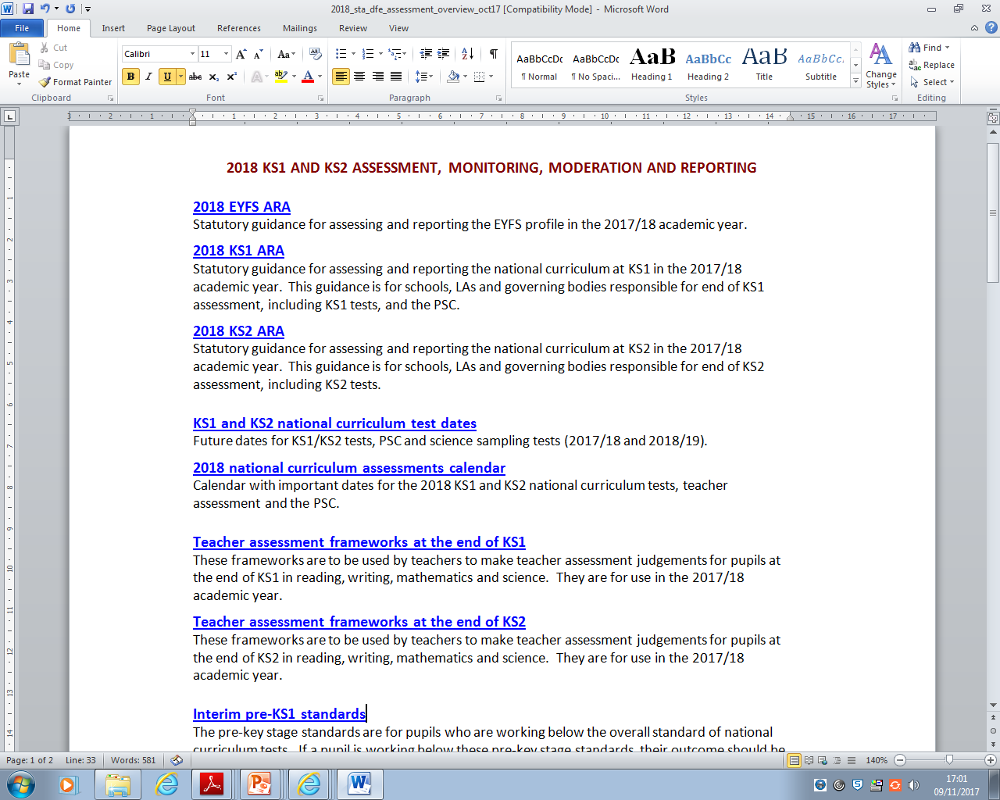 2018_sta_dfe_assessment_overview_oct17 [Compatibility Mode] - Microsoft Word
File Home Insert Page Layout References Mailings Review View
Paste Cut Copy Format Painter Clipboard
Calibri 11 Font
Paragraph
AaBbCcDc AaBbCcDc AaB AaBbCc AaB AaBbCc.
¶ Normal ¶ No Spaci... Heading 1 Heading 2 Title Subtitle Change Styles Styles
Find Replace Select Editing
2018 KS1 AND KS2 ASSESSMENT, MONITORING, MODERATION AND REPORTING
2018 EYFS ARA
Statutory guidance for assessing and reporting the EYFS profile in the 2017/18 academic year.
2018 KS1 ARA
Statutory guidance for assessing and reporting the national curriculum at KS1 in the 2017/18
academic year. This guidance is for schools, LAs and governing bodies responsible for end of KS1
assessment, including KS1 tests, and the PSC.
2018 KS2 ARA
Statutory guidance for assessing and reporting the national curriculum at KS2 in the 2017/18
academic year. This guidance is for schools, LAs and governing bodies responsible for end of KS2
assessment, including KS2 tests.
KS1 and KS2 national curriculum test dates
Future dates for KS1/KS2 tests, PSC and science sampling tests (2017/18 and 2018/19).
2018 national curriculum assessments calendar
Calendar with important dates for the 2018 KS1 and KS2 national curriculum tests, teacher
assessment and the PSC.
Teacher assessment frameworks at the end of KS1
These frameworks are to be used by teachers to make teacher assessment judgements for pupils at
the end of KS1 in reading, writing, mathematics and science. They are for use in the 2017/18
academic year.
Teacher assessment frameworks at the end of KS2
These frameworks are to be used by teachers to make teacher assessment judgements for pupils at
the end of KS2 in reading, writing, mathematics and science. They are for use in the 2017/18
academic year.
Interim pre-KS1 standards
The pre-key stage standards are for pupils who are working below the overall standard of national
curriculum tests. If a pupil is working below these pre-key stage standards, their outcome should be
Page: 1 of 2 Line: 33 Words: 581 140%
17:01
09/11/2017